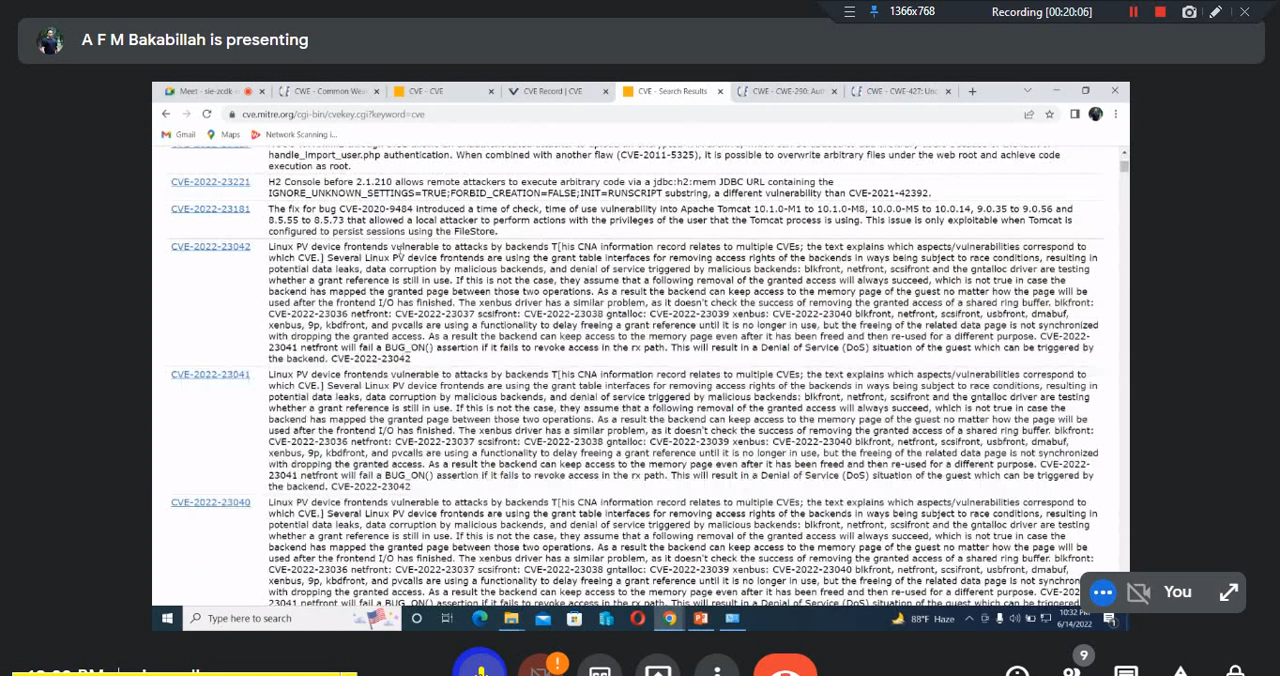 1366x768
Recording [00:20:06]
A F M Bakabillah is presenting
Meet - sie-zcdk
CWE - Common Wea
CVE - CVE
CVE Record | CVE
CVE - Search Results
CWE - CWE-290: Aut
CWE - CWE-427: Unc
cve.mitre.org/cgi-bin/cvekey.cgi?keyword=cve
Gmail
Maps
Network Scanning i...
handle_import_user.php authentication. When combined with another flaw (CVE-2011-5325), it is possible to overwrite arbitrary files under the web root and achieve code
execution as root.
CVE-2022-23221 H2 Console before 2.1.210 allows remote attackers to execute arbitrary code via a jdbc:h2:mem JDBC URL containing the
IGNORE_UNKNOWN_SETTINGS=TRUE;FORBID_CREATION=FALSE;INIT=RUNSCRIPT substring, a different vulnerability than CVE-2021-42392.
CVE-2022-23181 The fix for bug CVE-2020-9484 introduced a time of check, time of use vulnerability into Apache Tomcat 10.1.0-M1 to 10.1.0-M8, 10.0.0-M5 to 10.0.14, 9.0.35 to 9.0.56 and
8.5.55 to 8.5.73 that allowed a local attacker to perform actions with the privileges of the user that the Tomcat process is using. This issue is only exploitable when Tomcat is
configured to persist sessions using the FileStore.
CVE-2022-23042 Linux PV device frontends vulnerable to attacks by backends T[his CNA information record relates to multiple CVEs; the text explains which aspects/vulnerabilities correspond to
which CVE.] Several Linux PV device frontends are using the grant table interfaces for removing access rights of the backends in ways being subject to race conditions, resulting in
potential data leaks, data corruption by malicious backends, and denial of service triggered by malicious backends: blkfront, netfront, scsifront and the gntalloc driver are testing
whether a grant reference is still in use. If this is not the case, they assume that a following removal of the granted access will always succeed, which is not true in case the
backend has mapped the granted page between those two operations. As a result the backend can keep access to the memory page of the guest no matter how the page will be
used after the frontend I/O has finished. The xenbus driver has a similar problem, as it doesn't check the success of removing the granted access of a shared ring buffer. blkfront:
CVE-2022-23036 netfront: CVE-2022-23037 scsifront: CVE-2022-23038 gntalloc: CVE-2022-23039 xenbus: CVE-2022-23040 blkfront, netfront, scsifront, usbfront, dmabuf,
xenbus, 9p, kbdfront, and pvcalls are using a functionality to delay freeing a grant reference until it is no longer in use, but the freeing of the related data page is not synchronized
with dropping the granted access. As a result the backend can keep access to the memory page even after it has been freed and then re-used for a different purpose. CVE-2022-
23041 netfront will fail a BUG_ON() assertion if it fails to revoke access in the rx path. This will result in a Denial of Service (DoS) situation of the guest which can be triggered by
the backend. CVE-2022-23042
CVE-2022-23041 Linux PV device frontends vulnerable to attacks by backends T[his CNA information record relates to multiple CVEs; the text explains which aspects/vulnerabilities correspond to
which CVE.] Several Linux PV device frontends are using the grant table interfaces for removing access rights of the backends in ways being subject to race conditions, resulting in
potential data leaks, data corruption by malicious backends, and denial of service triggered by malicious backends: blkfront, netfront, scsifront and the gntalloc driver are testing
whether a grant reference is still in use. If this is not the case, they assume that a following removal of the granted access will always succeed, which is not true in case the
backend has mapped the granted page between those two operations. As a result the backend can keep access to the memory page of the guest no matter how the page will be
used after the frontend I/O has finished. The xenbus driver has a similar problem, as it doesn't check the success of removing the granted access of a shared ring buffer. blkfront:
CVE-2022-23036 netfront: CVE-2022-23037 scsifront: CVE-2022-23038 gntalloc: CVE-2022-23039 xenbus: CVE-2022-23040 blkfront, netfront, scsifront, usbfront, dmabuf,
xenbus, 9p, kbdfront, and pvcalls are using a functionality to delay freeing a grant reference until it is no longer in use, but the freeing of the related data page is not synchronized
with dropping the granted access. As a result the backend can keep access to the memory page even after it has been freed and then re-used for a different purpose. CVE-2022-
23041 netfront will fail a BUG_ON() assertion if it fails to revoke access in the rx path. This will result in a Denial of Service (DoS) situation of the guest which can be triggered by
the backend. CVE-2022-23042
CVE-2022-23040 Linux PV device frontends vulnerable to attacks by backends T[his CNA information record relates to multiple CVEs; the text explains which aspects/vulnerabilities correspond to
which CVE.] Several Linux PV device frontends are using the grant table interfaces for removing access rights of the backends in ways being subject to race conditions, resulting in
potential data leaks, data corruption by malicious backends, and denial of service triggered by malicious backends: blkfront, netfront, scsifront and the gntalloc driver are testing
whether a grant reference is still in use. If this is not the case, they assume that a following removal of the granted access will always succeed, which is not true in case the
backend has mapped the granted page between those two operations. As a result the backend can keep access to the memory page of the guest no matter how the page will be
used after the frontend I/O has finished. The xenbus driver has a similar problem, as it doesn't check the success of removing the granted access of a shared ring buffer. blkfront:
CVE-2022-23036 netfront: CVE-2022-23037 scsifront: CVE-2022-23038 gntalloc: CVE-2022-23039 xenbus: CVE-2022-23040 blkfront, netfront, scsifront, usbfront,
xenbus, 9p, kbdfront, and pvcalls are using a functionality to delay freeing a grant reference until it is no longer in use, but the freeing of the related data page is not
with dropping the granted access. As a result the backend can keep access to the memory page even after it has been freed and then re-used for a different purpose.
23041 netfront will fail a BUG_ON() assertion if it fails to revoke access in the rx path. This will result in a Denial of Service (DoS) situation of the guest which can be triggered
You
Type here to search
88°F Haze
10:32 PM
6/14/2022
9